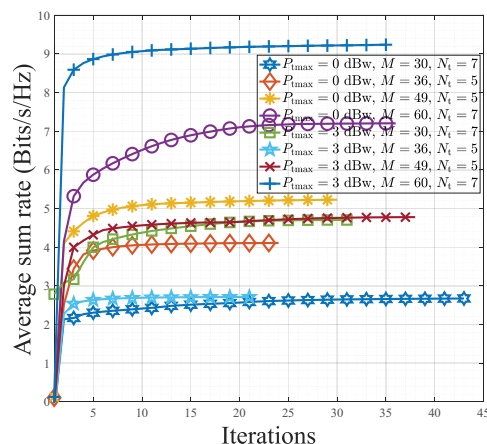 Average sum rate (Bits/s/Hz)
10
9
8
7
6
5
4
3
2
1
0
P_tmax = 0 dBw, M = 30, N_t = 7
P_tmax = 0 dBw, M = 36, N_t = 5
P_tmax = 0 dBw, M = 49, N_t = 5
P_tmax = 0 dBw, M = 60, N_t = 7
P_tmax = 3 dBw, M = 30, N_t = 7
P_tmax = 3 dBw, M = 36, N_t = 5
P_tmax = 3 dBw, M = 49, N_t = 5
P_tmax = 3 dBw, M = 60, N_t = 7
5 10 15 20 25 30 35 40 45
Iterations